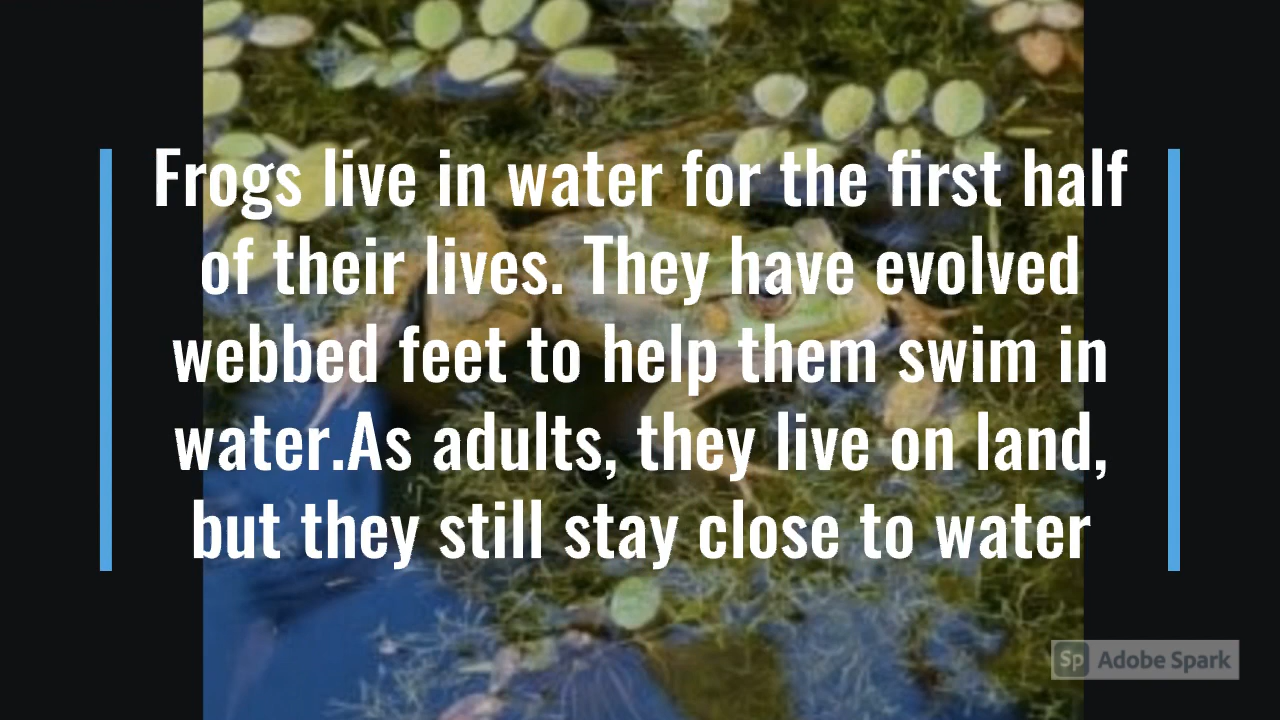 Frogs live in water for the first half
of their lives. They have evolved
webbed feet to help them swim in
water.As adults, they live on land,
but they still stay close to water
Sp Adobe Spark